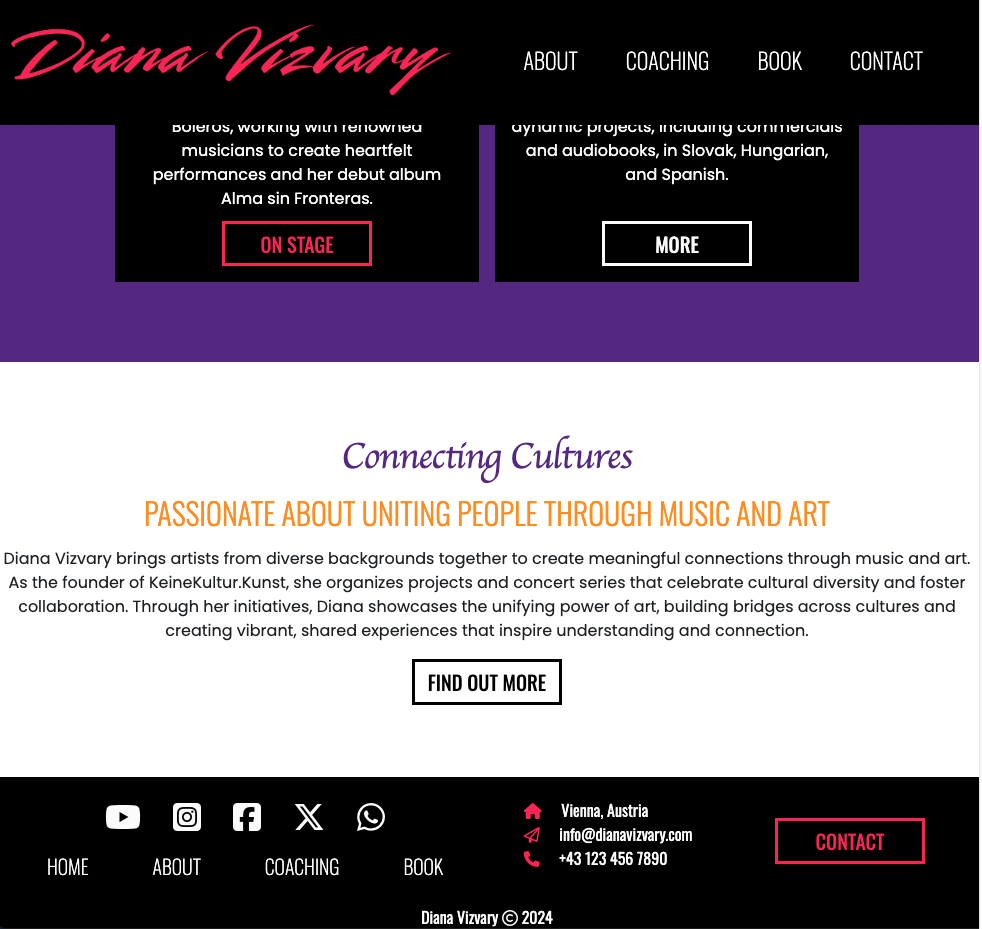 Diana Vizvary
ABOUT COACHING BOOK CONTACT
Boleros, working with renowned
musicians to create heartfelt
performances and her debut album
Alma sin Fronteras.
ON STAGE
dynamic projects, including commercials
and audiobooks, in Slovak, Hungarian,
and Spanish.
MORE
Connecting Cultures
PASSIONATE ABOUT UNITING PEOPLE THROUGH MUSIC AND ART
Diana Vizvary brings artists from diverse backgrounds together to create meaningful connections through music and art.
As the founder of KeineKultur.Kunst, she organizes projects and concert series that celebrate cultural diversity and foster
collaboration. Through her initiatives, Diana showcases the unifying power of art, building bridges across cultures and
creating vibrant, shared experiences that inspire understanding and connection.
FIND OUT MORE
HOME ABOUT COACHING BOOK
Vienna, Austria
info@dianavizvary.com
+43 123 456 7890
CONTACT
Diana Vizvary © 2024